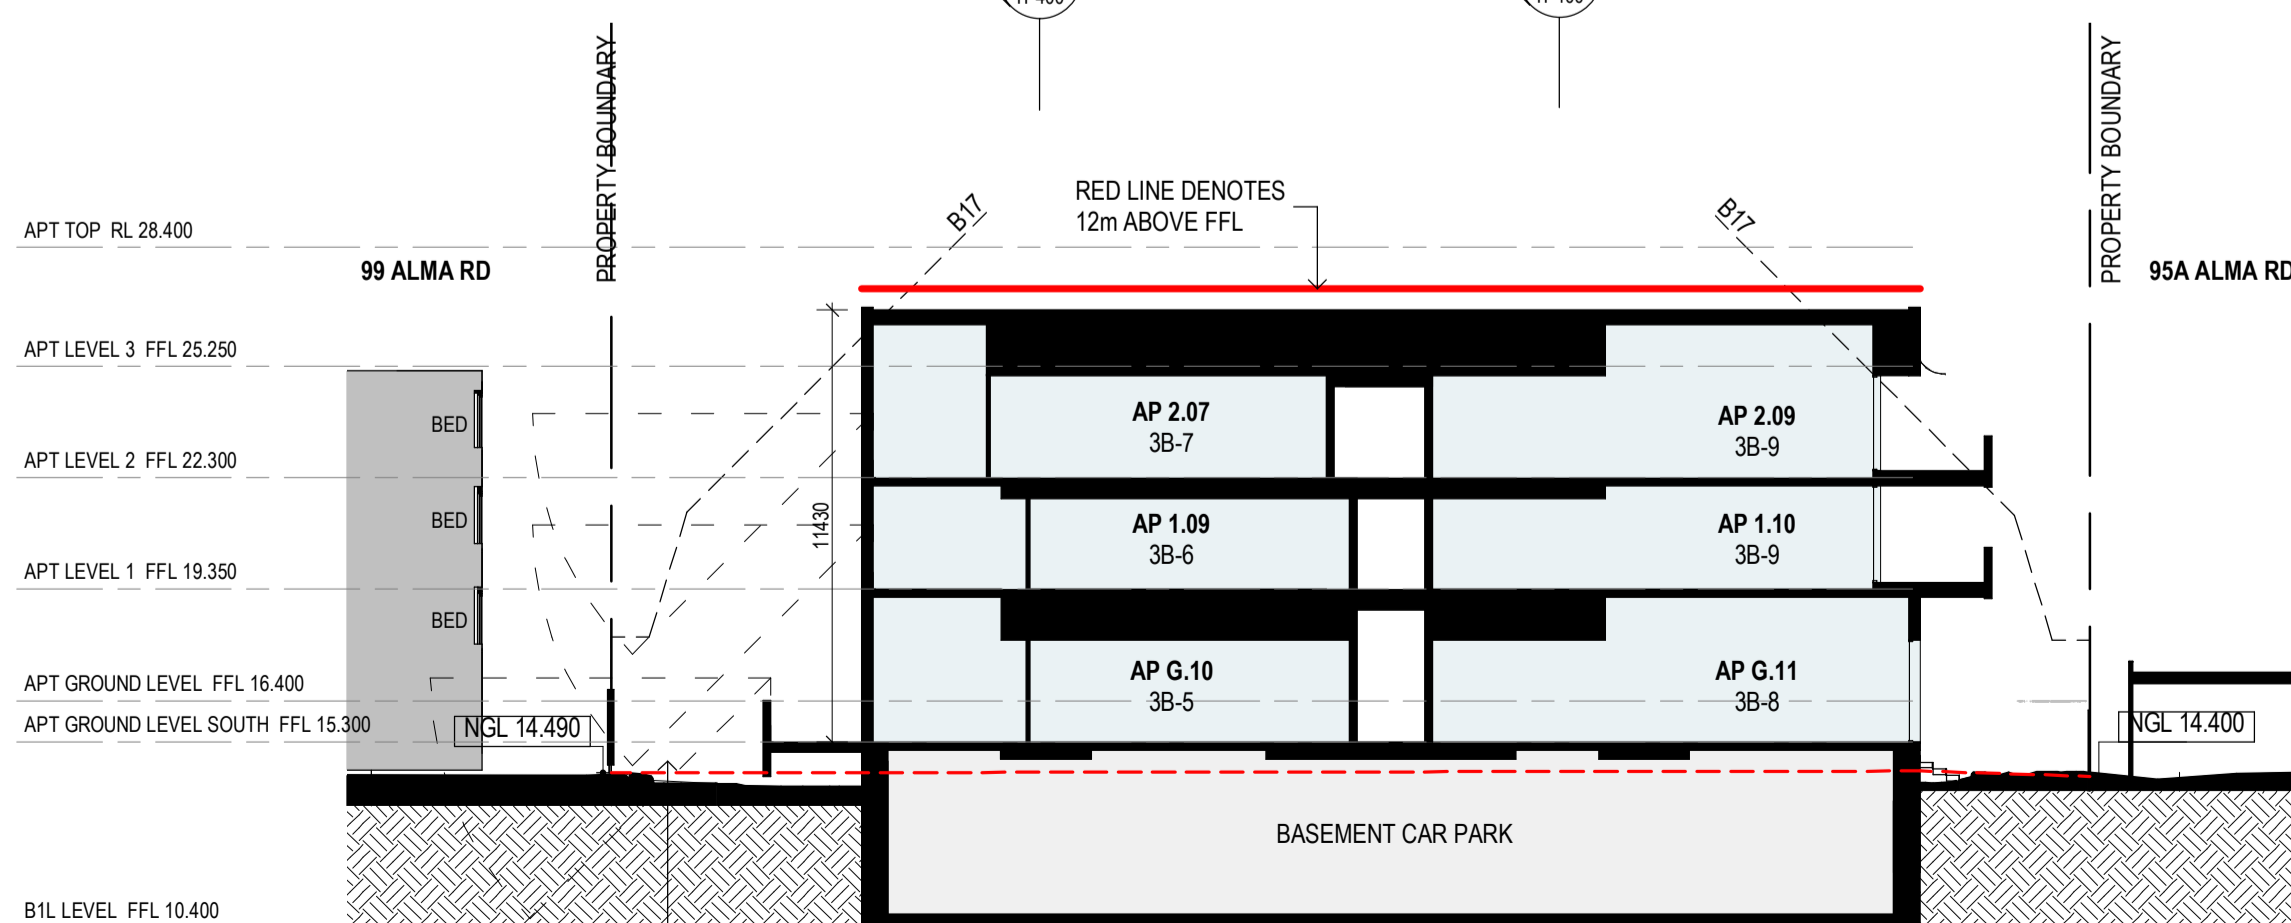 PROPERTY BOUNDARY
PROPERTY BOUNDARY
RED LINE DENOTES
12m ABOVE FFL
B17
B17
APT TOP RL 28.400
99 ALMA RD
95A ALMA RD
APT LEVEL 3 FFL 25.250
BED
AP 2.07
3B-7
AP 2.09
3B-9
APT LEVEL 2 FFL 22.300
BED
11430
AP 1.09
3B-6
AP 1.10
3B-9
APT LEVEL 1 FFL 19.350
BED
AP G.10
3B-5
AP G.11
3B-8
APT GROUND LEVEL FFL 16.400
APT GROUND LEVEL SOUTH FFL 15.300
NGL 14.490
NGL 14.400
BASEMENT CAR PARK
B1L LEVEL FFL 10.400